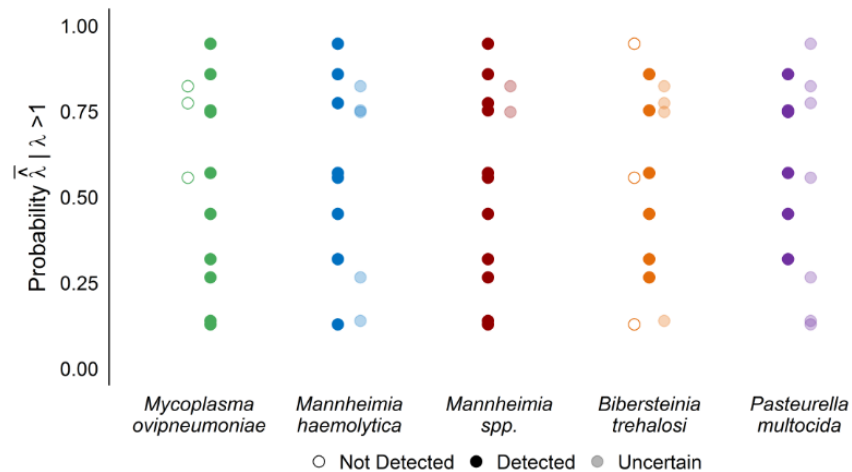 1.00
0.75
0.50
0.25
0.00
Probability λ̂̄ | λ >1
Mycoplasma
ovipneumoniae
Mannheimia
haemolytica
Mannheimia
spp.
Bibersteinia
trehalosi
Pasteurella
multocida
Not Detected
Detected
Uncertain